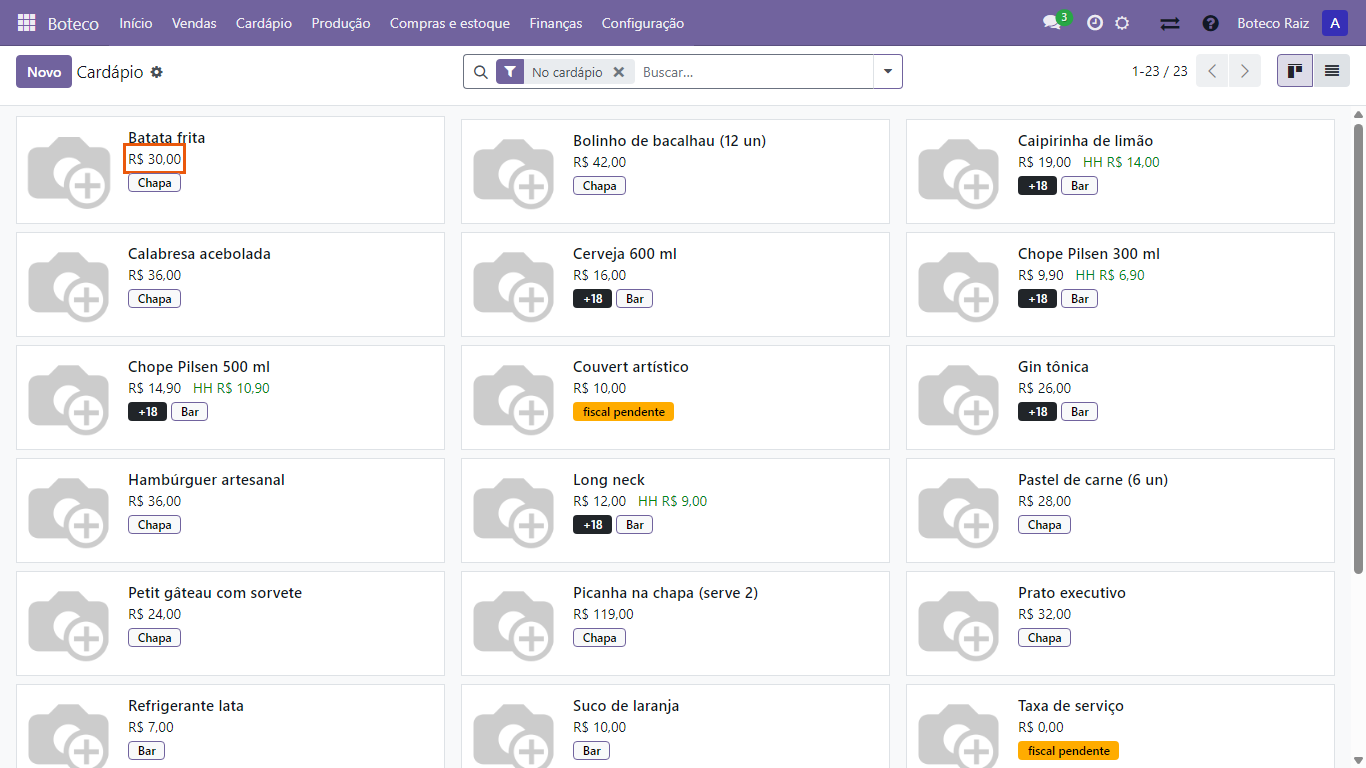 Boteco Início Vendas Cardápio Produção Compras e estoque Finanças Configuração 3 Boteco Raiz A
Novo Cardápio No cardápio Buscar... 1-23 / 23
Batata frita
R$ 30,00
Chapa
Bolinho de bacalhau (12 un)
R$ 42,00
Chapa
Caipirinha de limão
R$ 19,00 HH R$ 14,00
+18 Bar
Calabresa acebolada
R$ 36,00
Chapa
Cerveja 600 ml
R$ 16,00
+18 Bar
Chope Pilsen 300 ml
R$ 9,90 HH R$ 6,90
+18 Bar
Chope Pilsen 500 ml
R$ 14,90 HH R$ 10,90
+18 Bar
Couvert artístico
R$ 10,00
fiscal pendente
Gin tônica
R$ 26,00
+18 Bar
Hambúrguer artesanal
R$ 36,00
Chapa
Long neck
R$ 12,00 HH R$ 9,00
+18 Bar
Pastel de carne (6 un)
R$ 28,00
Chapa
Petit gâteau com sorvete
R$ 24,00
Chapa
Picanha na chapa (serve 2)
R$ 119,00
Chapa
Prato executivo
R$ 32,00
Chapa
Refrigerante lata
R$ 7,00
Bar
Suco de laranja
R$ 10,00
Bar
Taxa de serviço
R$ 0,00
fiscal pendente